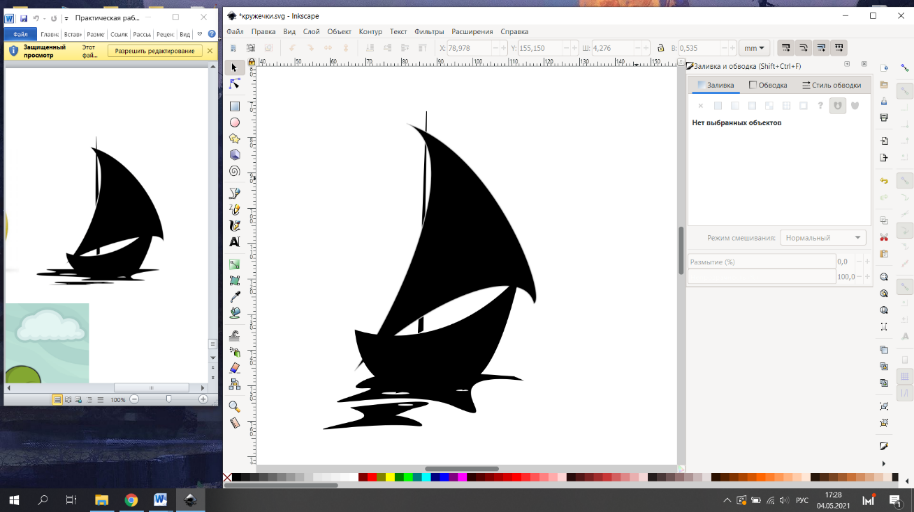 Практическая раб...
Файл
Главн
Встави
Диза
Разме
Ссылк
Расcы
Рецен
Вид
Защищенный просмотр
Этот фай...
Разрешить редактирование
100%
*кружечки.svg - Inkscape
Файл Правка Вид Слой Объект Контур Текст Фильтры Расширения Справка
X: 78,978
Y: 155,150
Ш: 4,276
В: 0,535
mm
Заливка и обводка (Shift+Ctrl+F)
Заливка
Обводка
Стиль обводки
Нет выбранных объектов
Режим смешивания: Нормальный
Размытие (%)
0,0
100,0
РУС
17:28
04.05.2021